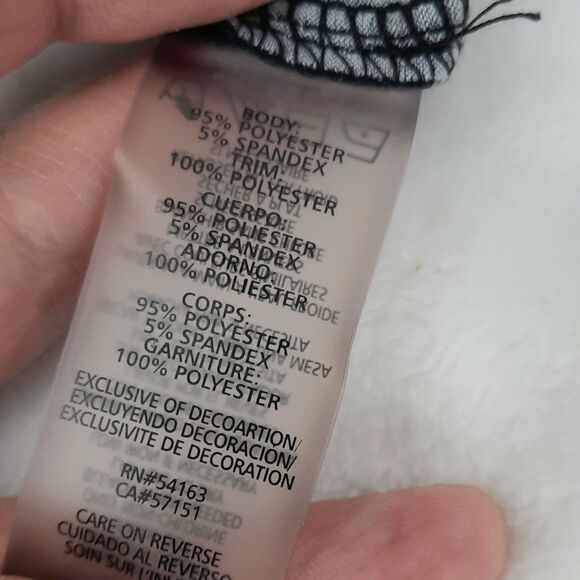 BODY:
95% POLYESTER
5% SPANDEX
TRIM:
100% POLYESTER
CUERPO:
95% POLIESTER
5% SPANDEX
ADORNO:
100% POLIESTER
CORPS:
95% POLYESTER
5% SPANDEX
GARNITURE:
100% POLYESTER
EXCLUSIVE OF DECOARTION/
EXCLUYENDO DECORACION/
EXCLUSIVITE DE DECORATION
RN#54163
CA#57151
CARE ON REVERSE
CUIDADO AL REVERSO
SOIN SUR